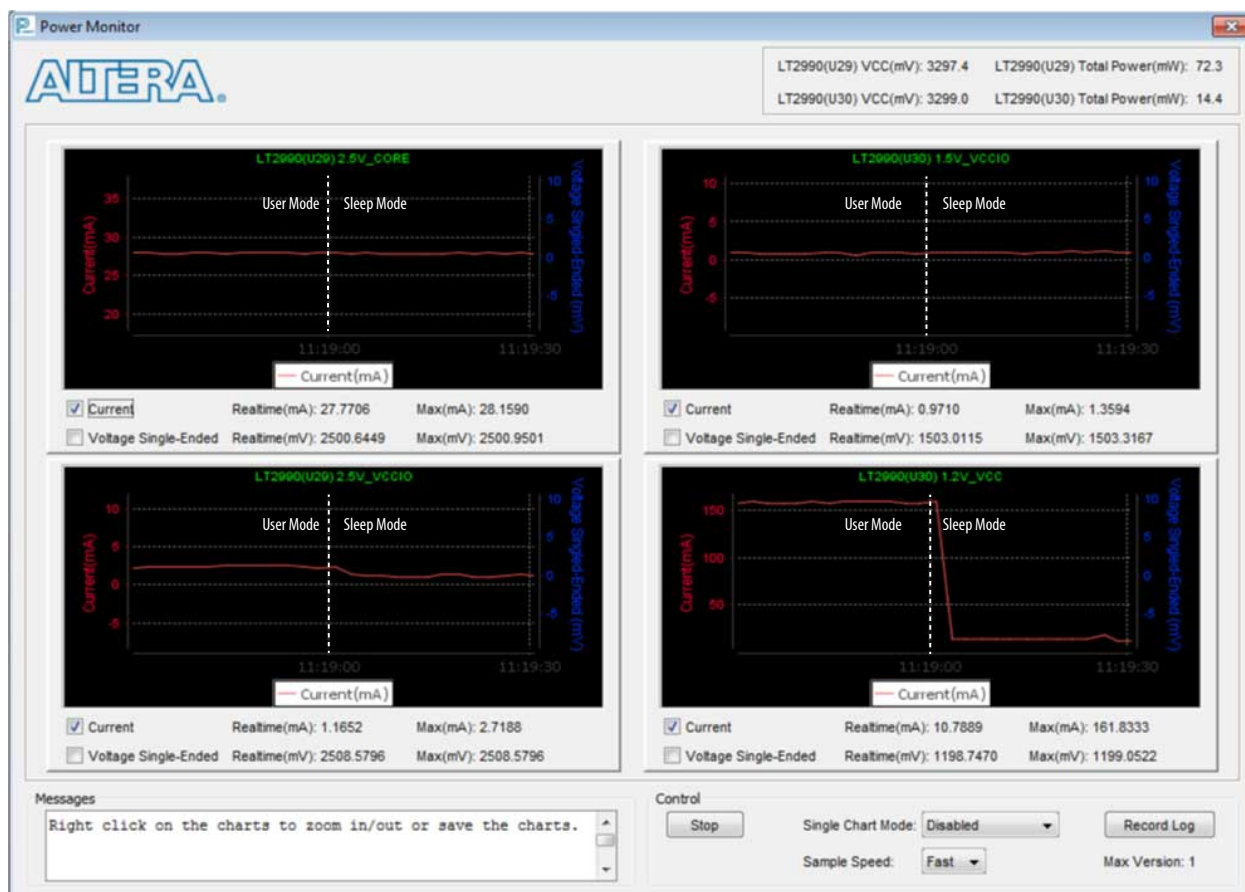 Power Monitor
ALTERA.
LT2990(U29) VCC(mV): 3297.4 LT2990(U29) Total Power(mW): 72.3
LT2990(U30) VCC(mV): 3299.0 LT2990(U30) Total Power(mW): 14.4
LT2990(U29) 2.5V_CORE
User Mode Sleep Mode
Current(mA)
35
30
25
20
Voltage Singed-Ended (mV)
10
5
0
-5
11:19:00 11:19:30
Current(mA)
Current Realtime(mA): 27.7706 Max(mA): 28.1590
Voltage Single-Ended Realtime(mV): 2500.6449 Max(mV): 2500.9501
LT2990(U30) 1.5V_VCCIO
User Mode Sleep Mode
Current(mA)
10
5
0
-5
Voltage Singed-Ended (mV)
10
5
0
-5
11:19:00 11:19:30
Current(mA)
Current Realtime(mA): 0.9710 Max(mA): 1.3594
Voltage Single-Ended Realtime(mV): 1503.0115 Max(mV): 1503.3167
LT2990(U29) 2.5V_VCCIO
User Mode Sleep Mode
Current(mA)
10
5
0
-5
Voltage Singed-Ended (mV)
10
5
0
-5
11:19:00 11:19:30
Current(mA)
Current Realtime(mA): 1.1652 Max(mA): 2.7188
Voltage Single-Ended Realtime(mV): 2508.5796 Max(mV): 2508.5796
LT2990(U30) 1.2V_VCC
User Mode Sleep Mode
Current(mA)
150
100
50
Voltage Singed-Ended (mV)
10
5
0
-5
11:19:00 11:19:30
Current(mA)
Current Realtime(mA): 10.7889 Max(mA): 161.8333
Voltage Single-Ended Realtime(mV): 1198.7470 Max(mV): 1199.0522
Messages
Right click on the charts to zoom in/out or save the charts.
Control
Stop Single Chart Mode: Disabled Record Log
Sample Speed: Fast Max Version: 1